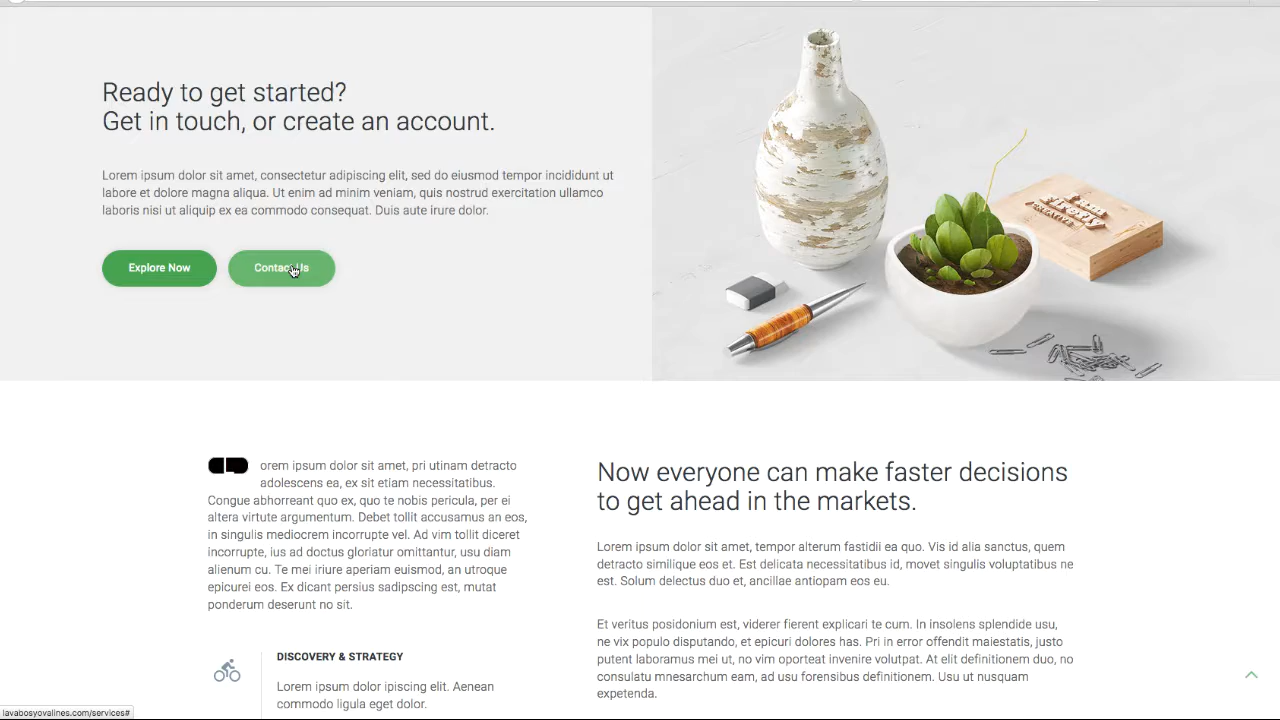 Ready to get started?
Get in touch, or create an account.
Lorem ipsum dolor sit amet, consectetur adipiscing elit, sed do eiusmod tempor incididunt ut
labore et dolore magna aliqua. Ut enim ad minim veniam, quis nostrud exercitation ullamco
laboris nisi ut aliquip ex ea commodo consequat. Duis aute irure dolor.
Explore Now
Contact Us
I am
Firmly
CREATIVE
orem ipsum dolor sit amet, pri utinam detracto
adolescens ea, ex sit etiam necessitatibus.
Congue abhorreant quo ex, quo te nobis pericula, per ei
altera virtute argumentum. Debet tollit accusamus an eos,
in singulis mediocrem incorrupte vel. Ad vim tollit diceret
incorrupte, ius ad doctus gloriatur omittantur, usu diam
alienum cu. Te mei iriure aperiam euismod, an utroque
epicurei eos. Ex dicant persius sadipscing est, mutat
ponderum deserunt no sit.
DISCOVERY & STRATEGY
Lorem ipsum dolor ipiscing elit. Aenean
commodo ligula eget dolor.
Now everyone can make faster decisions
to get ahead in the markets.
Lorem ipsum dolor sit amet, tempor alterum fastidii ea quo. Vis id alia sanctus, quem
detracto similique eos et. Est delicata necessitatibus id, movet singulis voluptatibus ne
est. Solum delectus duo et, ancillae antiopam eos eu.
Et veritus posidonium est, viderer fierent explicari te cum. In insolens splendide usu,
ne vix populo disputando, et epicuri dolores has. Pri in error offendit maiestatis, justo
putent laboramus mei ut, no vim oporteat invenire volutpat. At elit definitionem duo, no
consulatu mnesarchum eam, ad usu forensibus definitionem. Usu ut nusquam
expetenda.
lavabosyovalines.com/services#